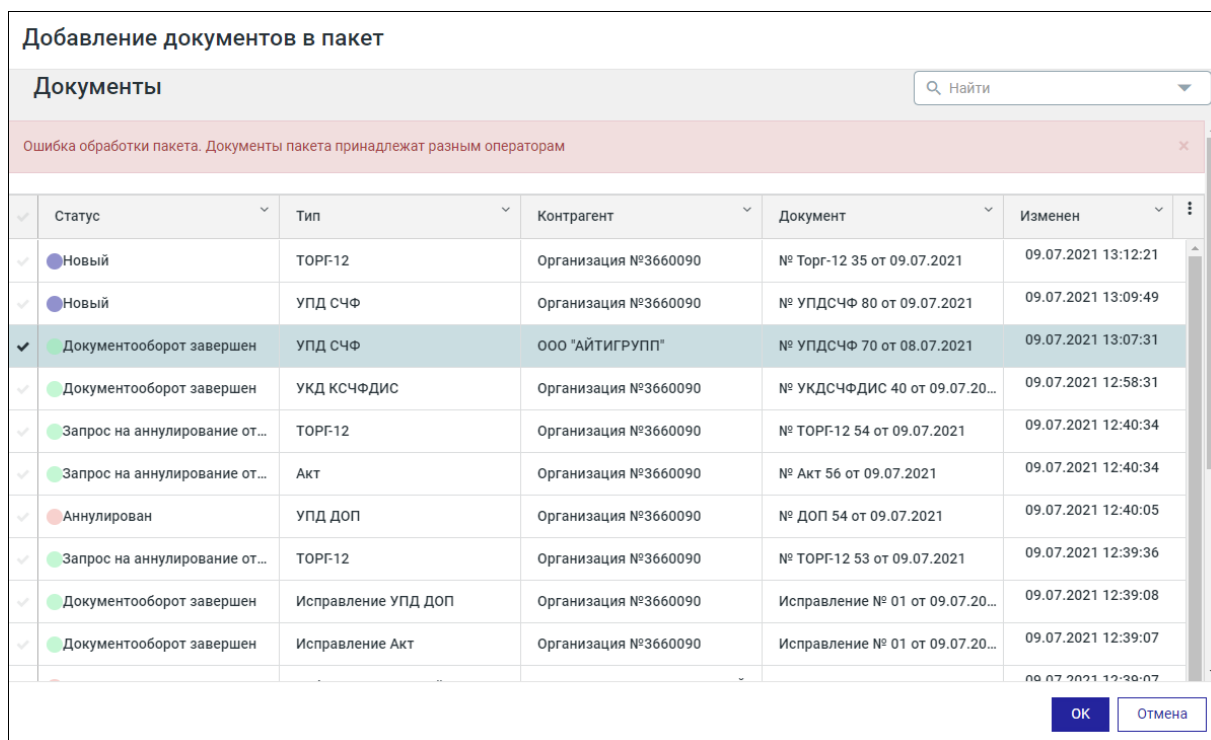 Добавление документов в пакет
Документы
Найти
Ошибка обработки пакета. Документы пакета принадлежат разным операторам
Статус Тип Контрагент Документ Изменен
Новый ТОРГ-12 Организация №3660090 № Торг-12 35 от 09.07.2021 09.07.2021 13:12:21
Новый УПД СЧФ Организация №3660090 № УПДСЧФ 80 от 09.07.2021 09.07.2021 13:09:49
Документооборот завершен УПД СЧФ ООО "АЙТИГРУПП" № УПДСЧФ 70 от 08.07.2021 09.07.2021 13:07:31
Документооборот завершен УКД КСЧФДИС Организация №3660090 № УКДСЧФДИС 40 от 09.07.20... 09.07.2021 12:58:31
Запрос на аннулирование от... ТОРГ-12 Организация №3660090 № ТОРГ-12 54 от 09.07.2021 09.07.2021 12:40:34
Запрос на аннулирование от... Акт Организация №3660090 № Акт 56 от 09.07.2021 09.07.2021 12:40:34
Аннулирован УПД ДОП Организация №3660090 № ДОП 54 от 09.07.2021 09.07.2021 12:40:05
Запрос на аннулирование от... ТОРГ-12 Организация №3660090 № ТОРГ-12 53 от 09.07.2021 09.07.2021 12:39:36
Документооборот завершен Исправление УПД ДОП Организация №3660090 Исправление № 01 от 09.07.20... 09.07.2021 12:39:08
Документооборот завершен Исправление Акт Организация №3660090 Исправление № 01 от 09.07.20... 09.07.2021 12:39:07
09.07.2021 12:39:07
ОК Отмена